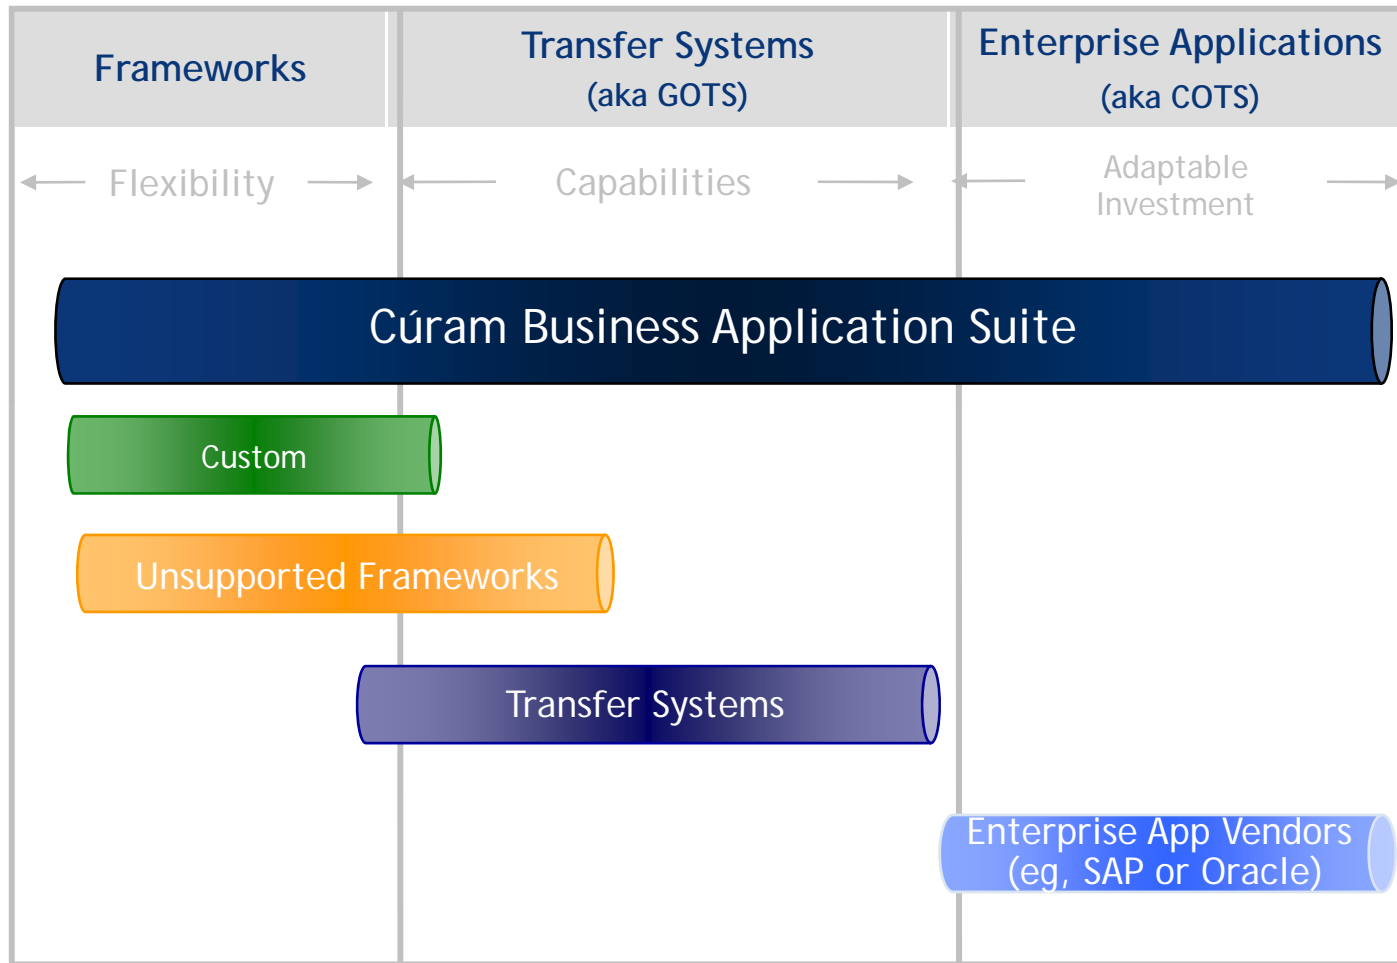 Frameworks
Transfer Systems
(aka GOTS)
Enterprise Applications
(aka COTS)
Flexibility
Capabilities
Adaptable
Investment
Cúram Business Application Suite
Custom
Unsupported Frameworks
Transfer Systems
Enterprise App Vendors
(eg, SAP or Oracle)